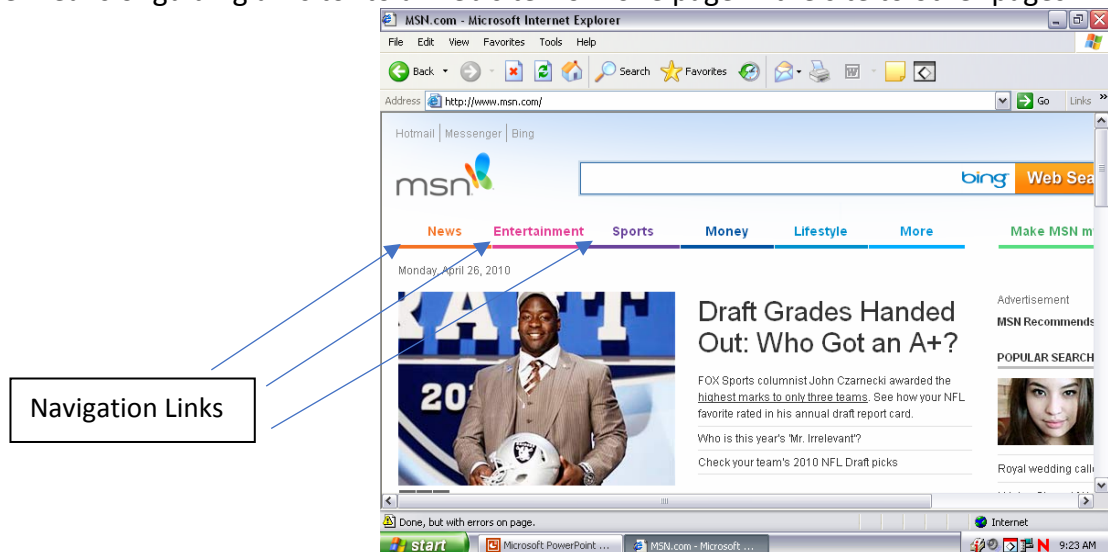 MSN.com - Microsoft Internet Explorer
File Edit View Favorites Tools Help
Back Search Favorites
Address http://www.msn.com/ Go Links »
Hotmail Messenger Bing
msn
bing Web Sea
News Entertainment Sports Money Lifestyle More Make MSN m
Monday, April 26, 2010
RAFT
20
Draft Grades Handed
Out: Who Got an A+?
FOX Sports columnist John Czarnecki awarded the
highest marks to only three teams. See how your NFL
favorite rated in his annual draft report card.
Who is this year's 'Mr. Irrelevant'?
Check your team's 2010 NFL Draft picks
Advertisement
MSN Recommends
POPULAR SEARCH
Royal wedding call
Navigation Links
Done, but with errors on page. Internet
start Microsoft PowerPoint ... MSN.com - Microsoft ... 9:23 AM